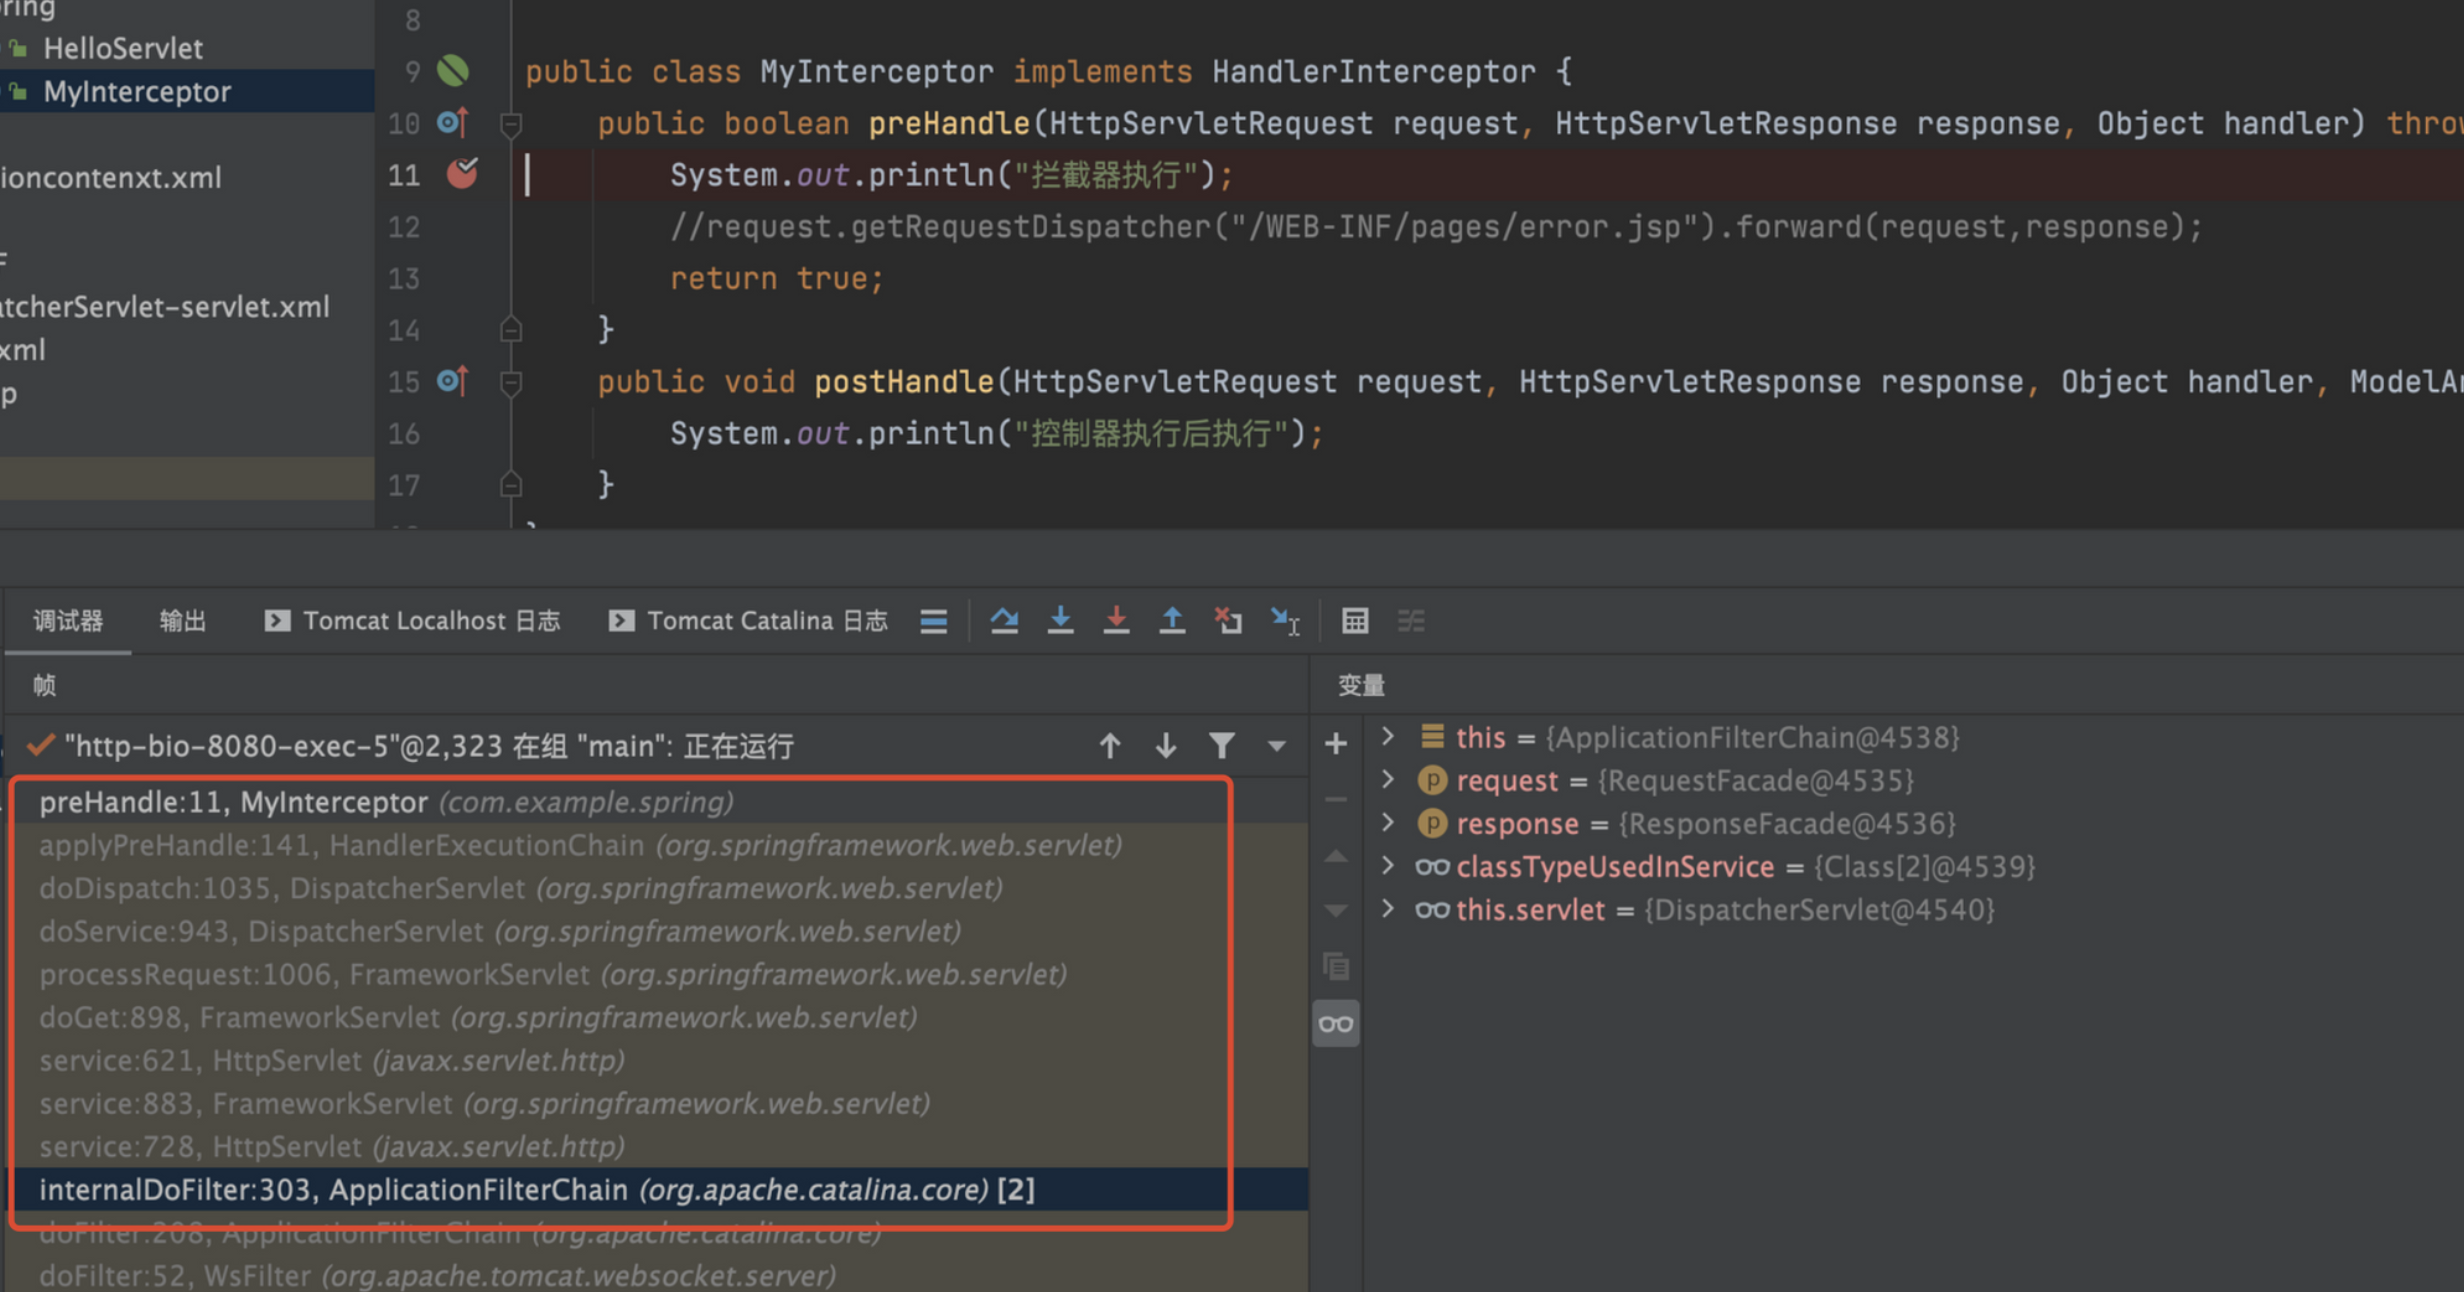 ring
HelloServlet
MyInterceptor
ioncontenxt.xml
F
atcherServlet-servlet.xml
xml
p
8
9 public class MyInterceptor implements HandlerInterceptor {
10 public boolean preHandle(HttpServletRequest request, HttpServletResponse response, Object handler) throw
11 System.out.println("拦截器执行");
12 //request.getRequestDispatcher("/WEB-INF/pages/error.jsp").forward(request,response);
13 return true;
14 }
15 public void postHandle(HttpServletRequest request, HttpServletResponse response, Object handler, ModelAn
16 System.out.println("控制器执行后执行");
17 }
调试器 输出 Tomcat Localhost 日志 Tomcat Catalina 日志
帧
"http-bio-8080-exec-5"@2,323 在组 "main": 正在运行
preHandle:11, MyInterceptor (com.example.spring)
applyPreHandle:141, HandlerExecutionChain (org.springframework.web.servlet)
doDispatch:1035, DispatcherServlet (org.springframework.web.servlet)
doService:943, DispatcherServlet (org.springframework.web.servlet)
processRequest:1006, FrameworkServlet (org.springframework.web.servlet)
doGet:898, FrameworkServlet (org.springframework.web.servlet)
service:621, HttpServlet (javax.servlet.http)
service:883, FrameworkServlet (org.springframework.web.servlet)
service:728, HttpServlet (javax.servlet.http)
internalDoFilter:303, ApplicationFilterChain (org.apache.catalina.core) [2]
doFilter:208, ApplicationFilterChain (org.apache.catalina.core)
doFilter:52, WsFilter (org.apache.tomcat.websocket.server)
变量
this = {ApplicationFilterChain@4538}
p request = {RequestFacade@4535}
p response = {ResponseFacade@4536}
classTypeUsedInService = {Class[2]@4539}
this.servlet = {DispatcherServlet@4540}